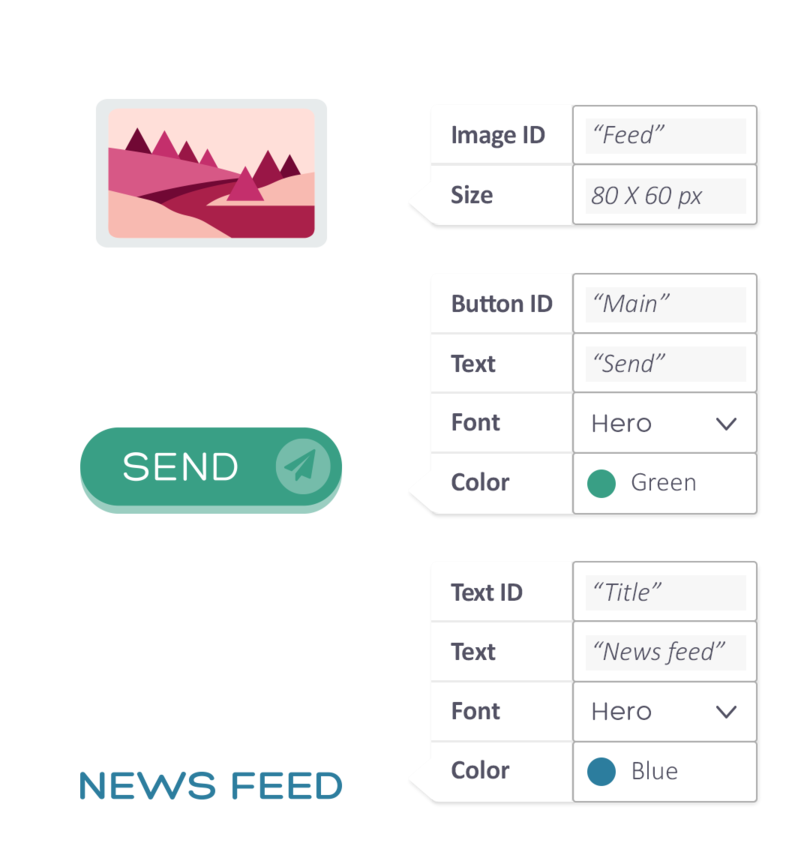 Image ID “Feed”
Size 80 X 60 px
Button ID “Main”
Text “Send”
Font Hero
SEND
Color Green
Text ID “Title”
Text “News feed”
Font Hero
NEWS FEED
Color Blue